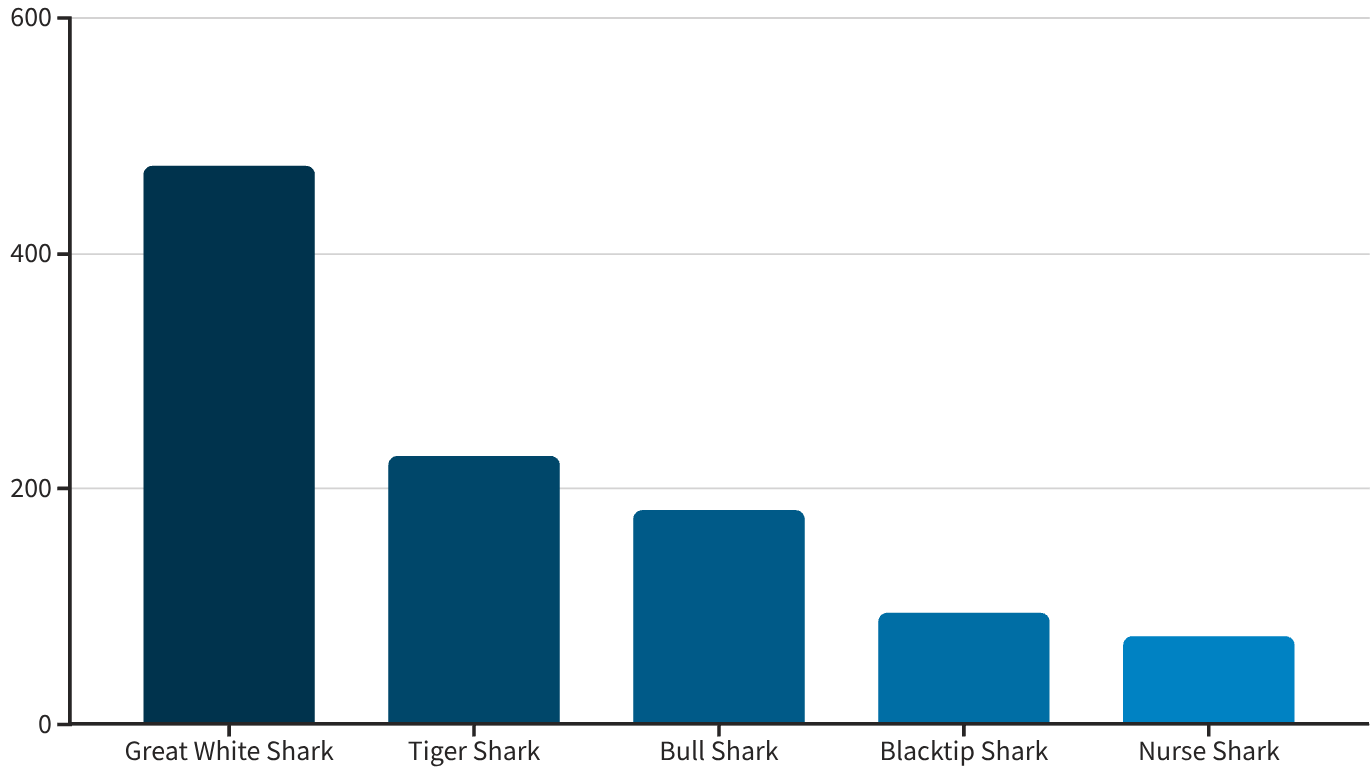 600
400
200
0
Great White Shark
Tiger Shark
Bull Shark
Blacktip Shark
Nurse Shark